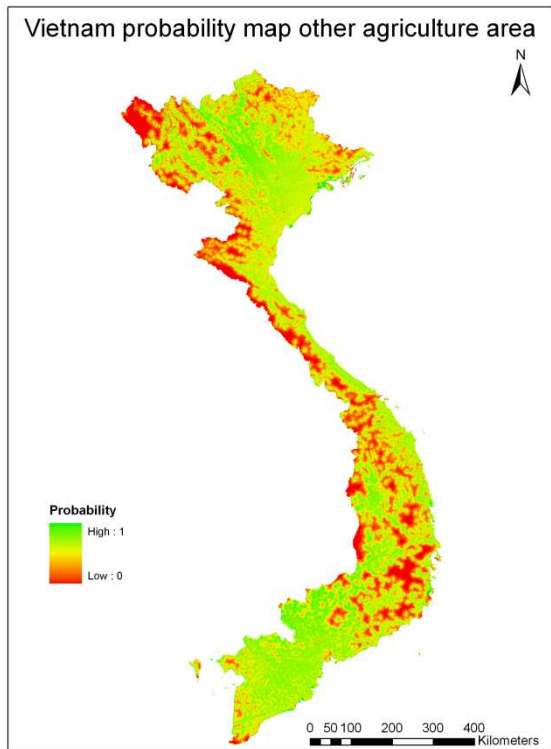 Vietnam probability map other agriculture area
N
Probability
High : 1
Low : 0
0 50 100 200 300 400
Kilometers